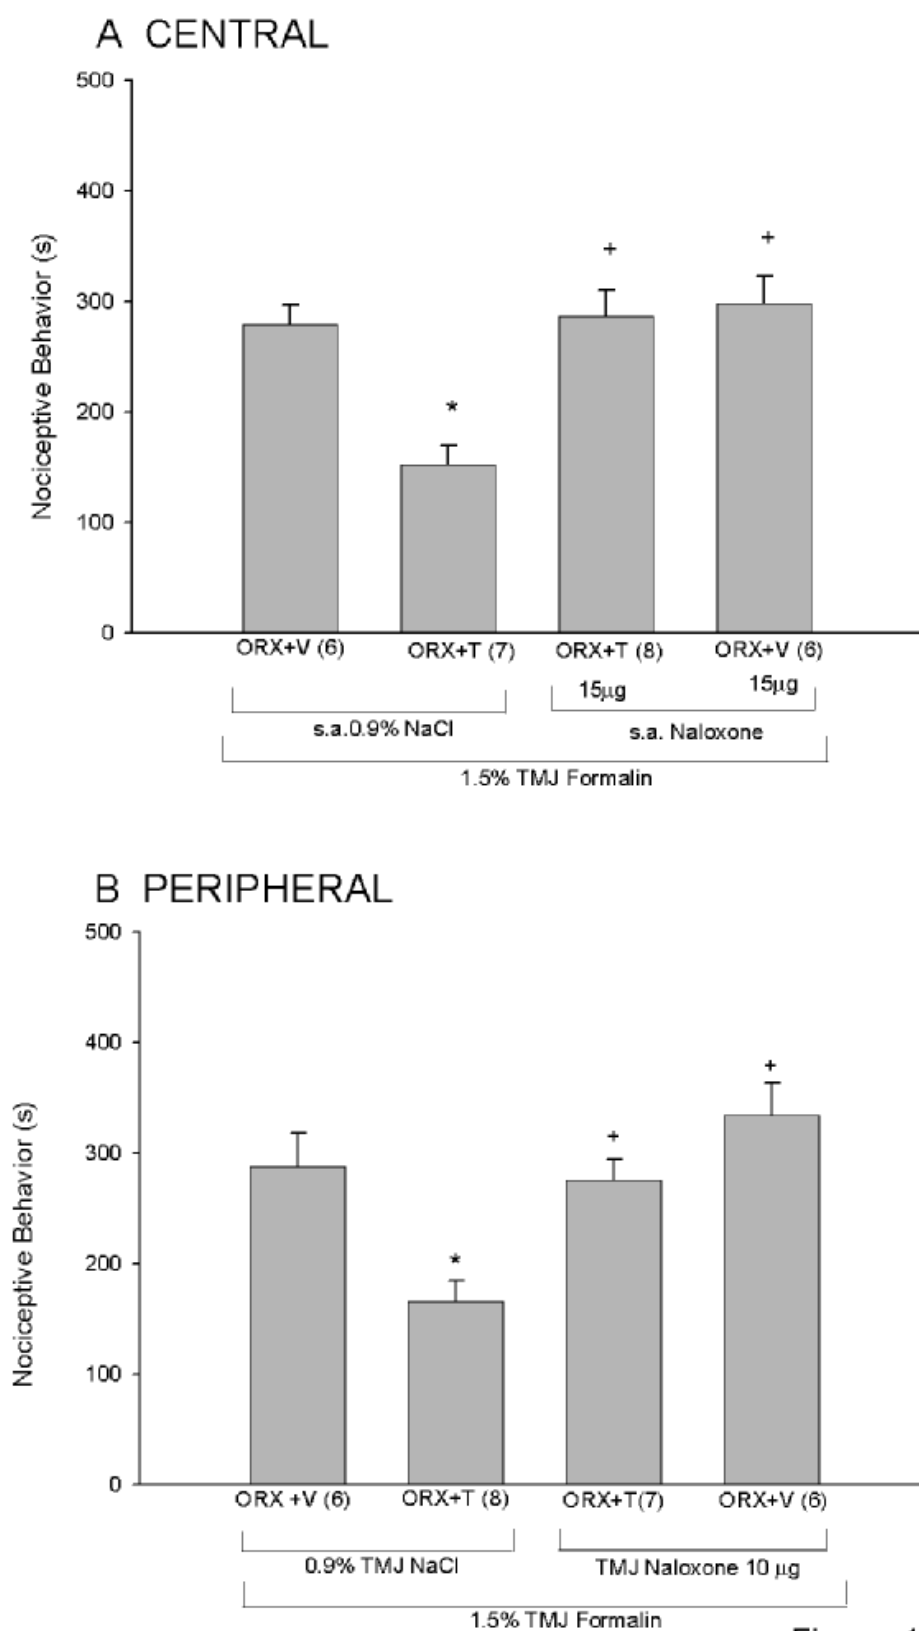 A CENTRAL
500
400
300
200
100
0
Nociceptive Behavior (s)
*
+
+
ORX+V (6) ORX+T (7) ORX+T (8) ORX+V (6)
15µg 15µg
s.a.0.9% NaCl s.a. Naloxone
1.5% TMJ Formalin
B PERIPHERAL
500
400
300
200
100
0
Nociceptive Behavior (s)
*
+
+
ORX +V (6) ORX+T (8) ORX+T(7) ORX+V (6)
0.9% TMJ NaCl TMJ Naloxone 10 µg
1.5% TMJ Formalin